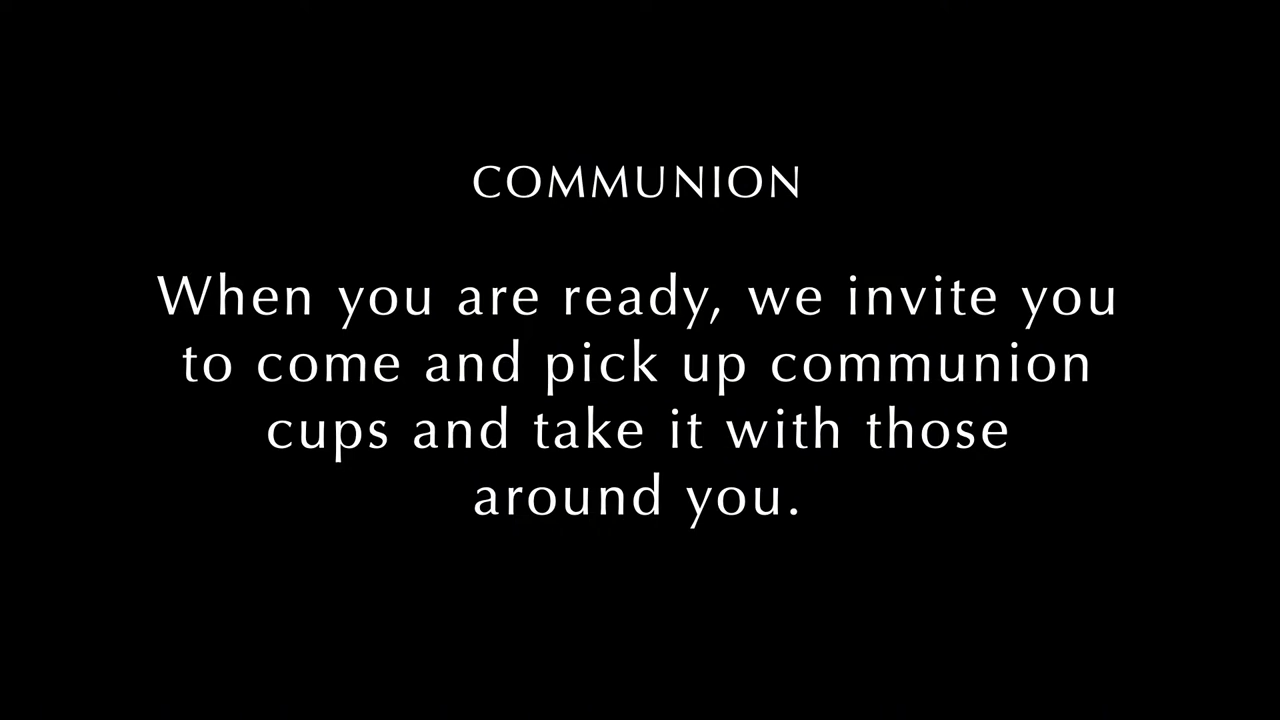 COMMUNION
When you are ready, we invite you
to come and pick up communion
cups and take it with those
around you.